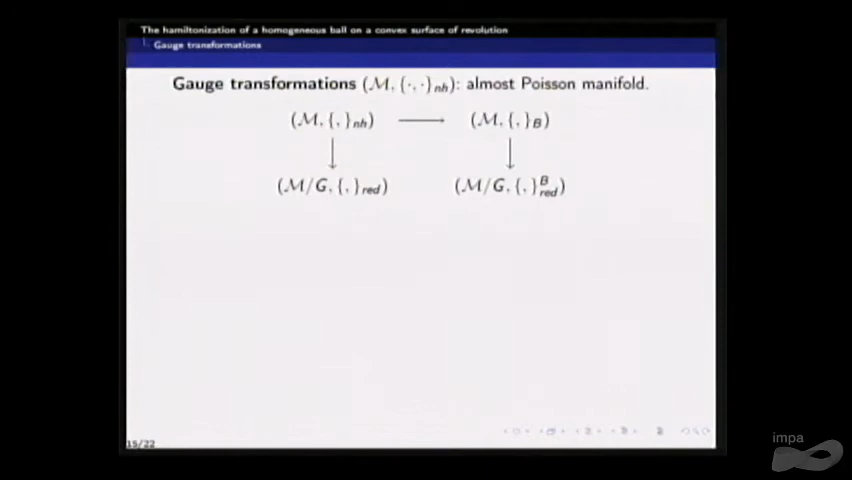 The hamiltonization of a homogeneous ball on a convex surface of revolution
Gauge transformations
Gauge transformations (ℳ, {·, ·}nh): almost Poisson manifold.
(ℳ, {, }nh) ⟶ (ℳ, {, }B)
(ℳ/G, {, }red) (ℳ/G, {, }ᴮred)
15/22
impa